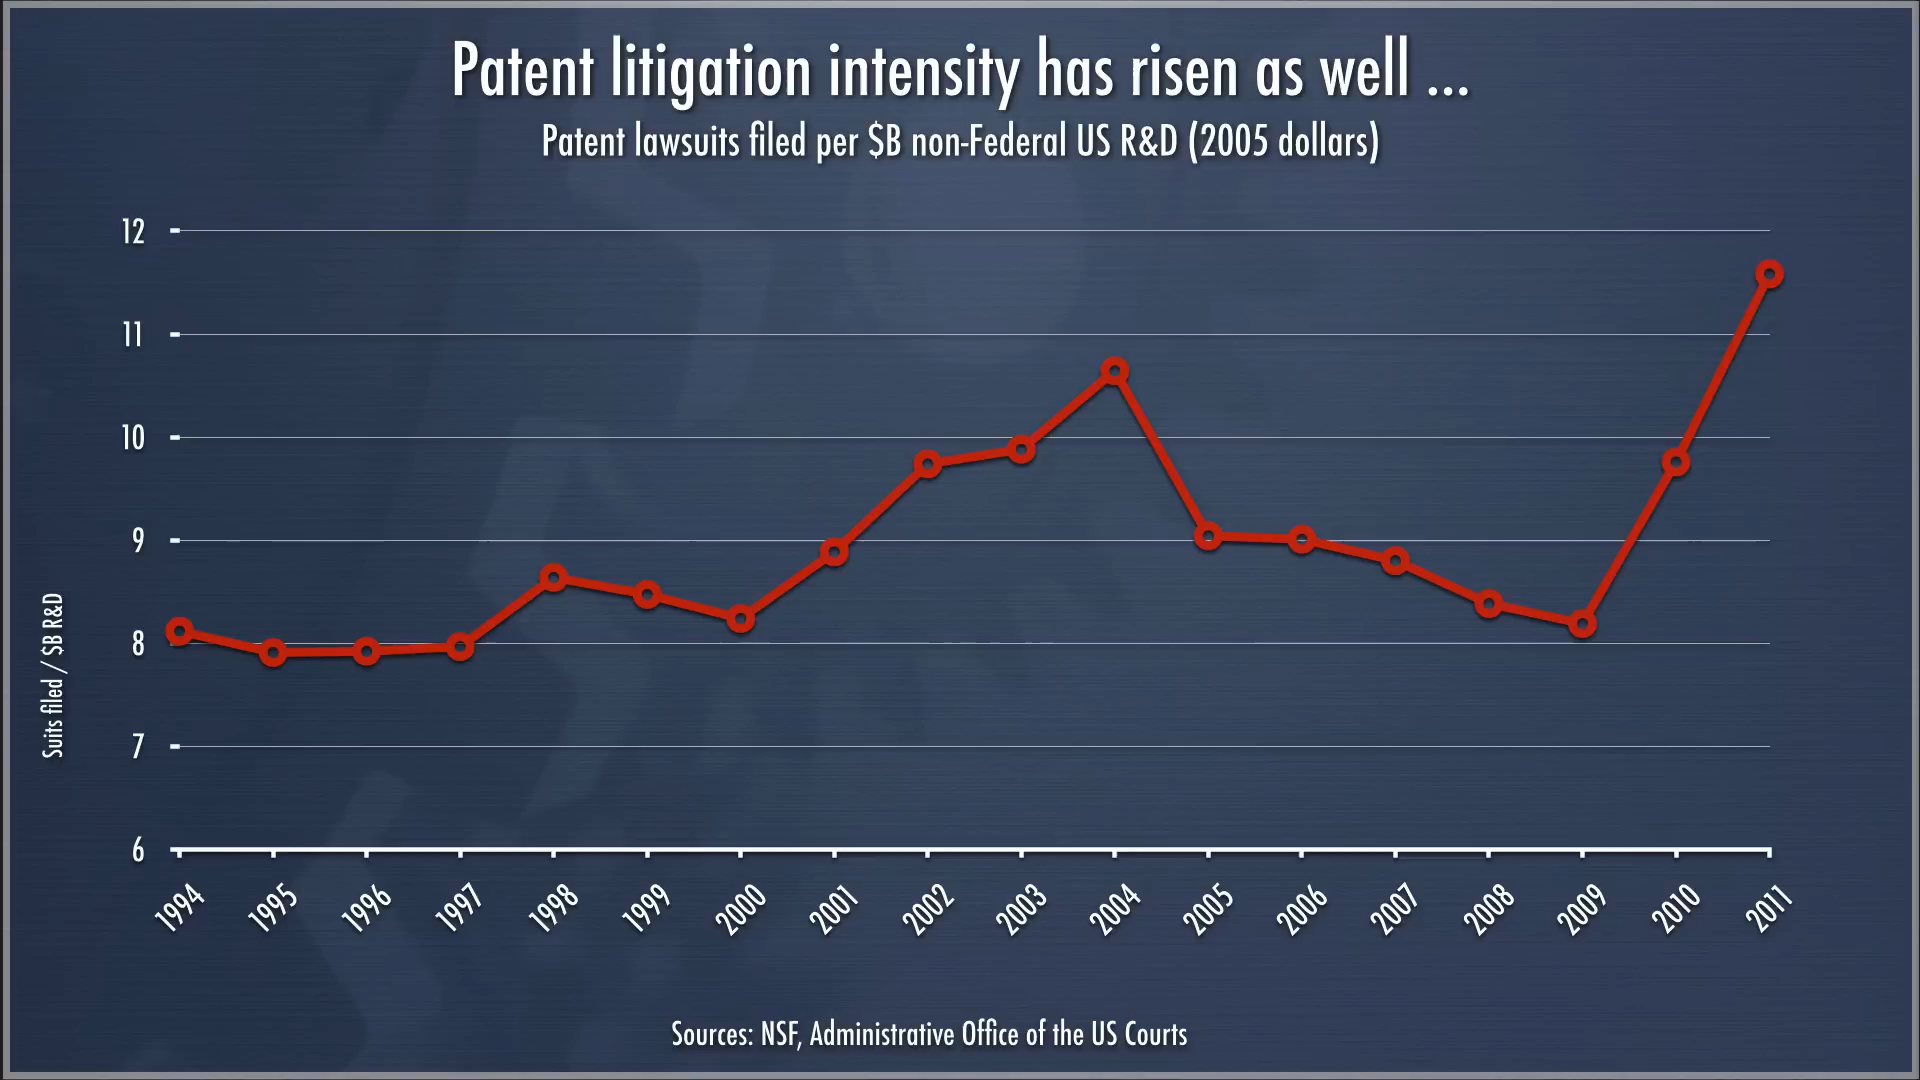 Patent litigation intensity has risen as well ...
Patent lawsuits filed per $B non-Federal US R&D (2005 dollars)
12
11
10
9
8
7
6
Suits filed / $B R&D
1994 1995 1996 1997 1998 1999 2000 2001 2002 2003 2004 2005 2006 2007 2008 2009 2010 2011
Sources: NSF, Administrative Office of the US Courts